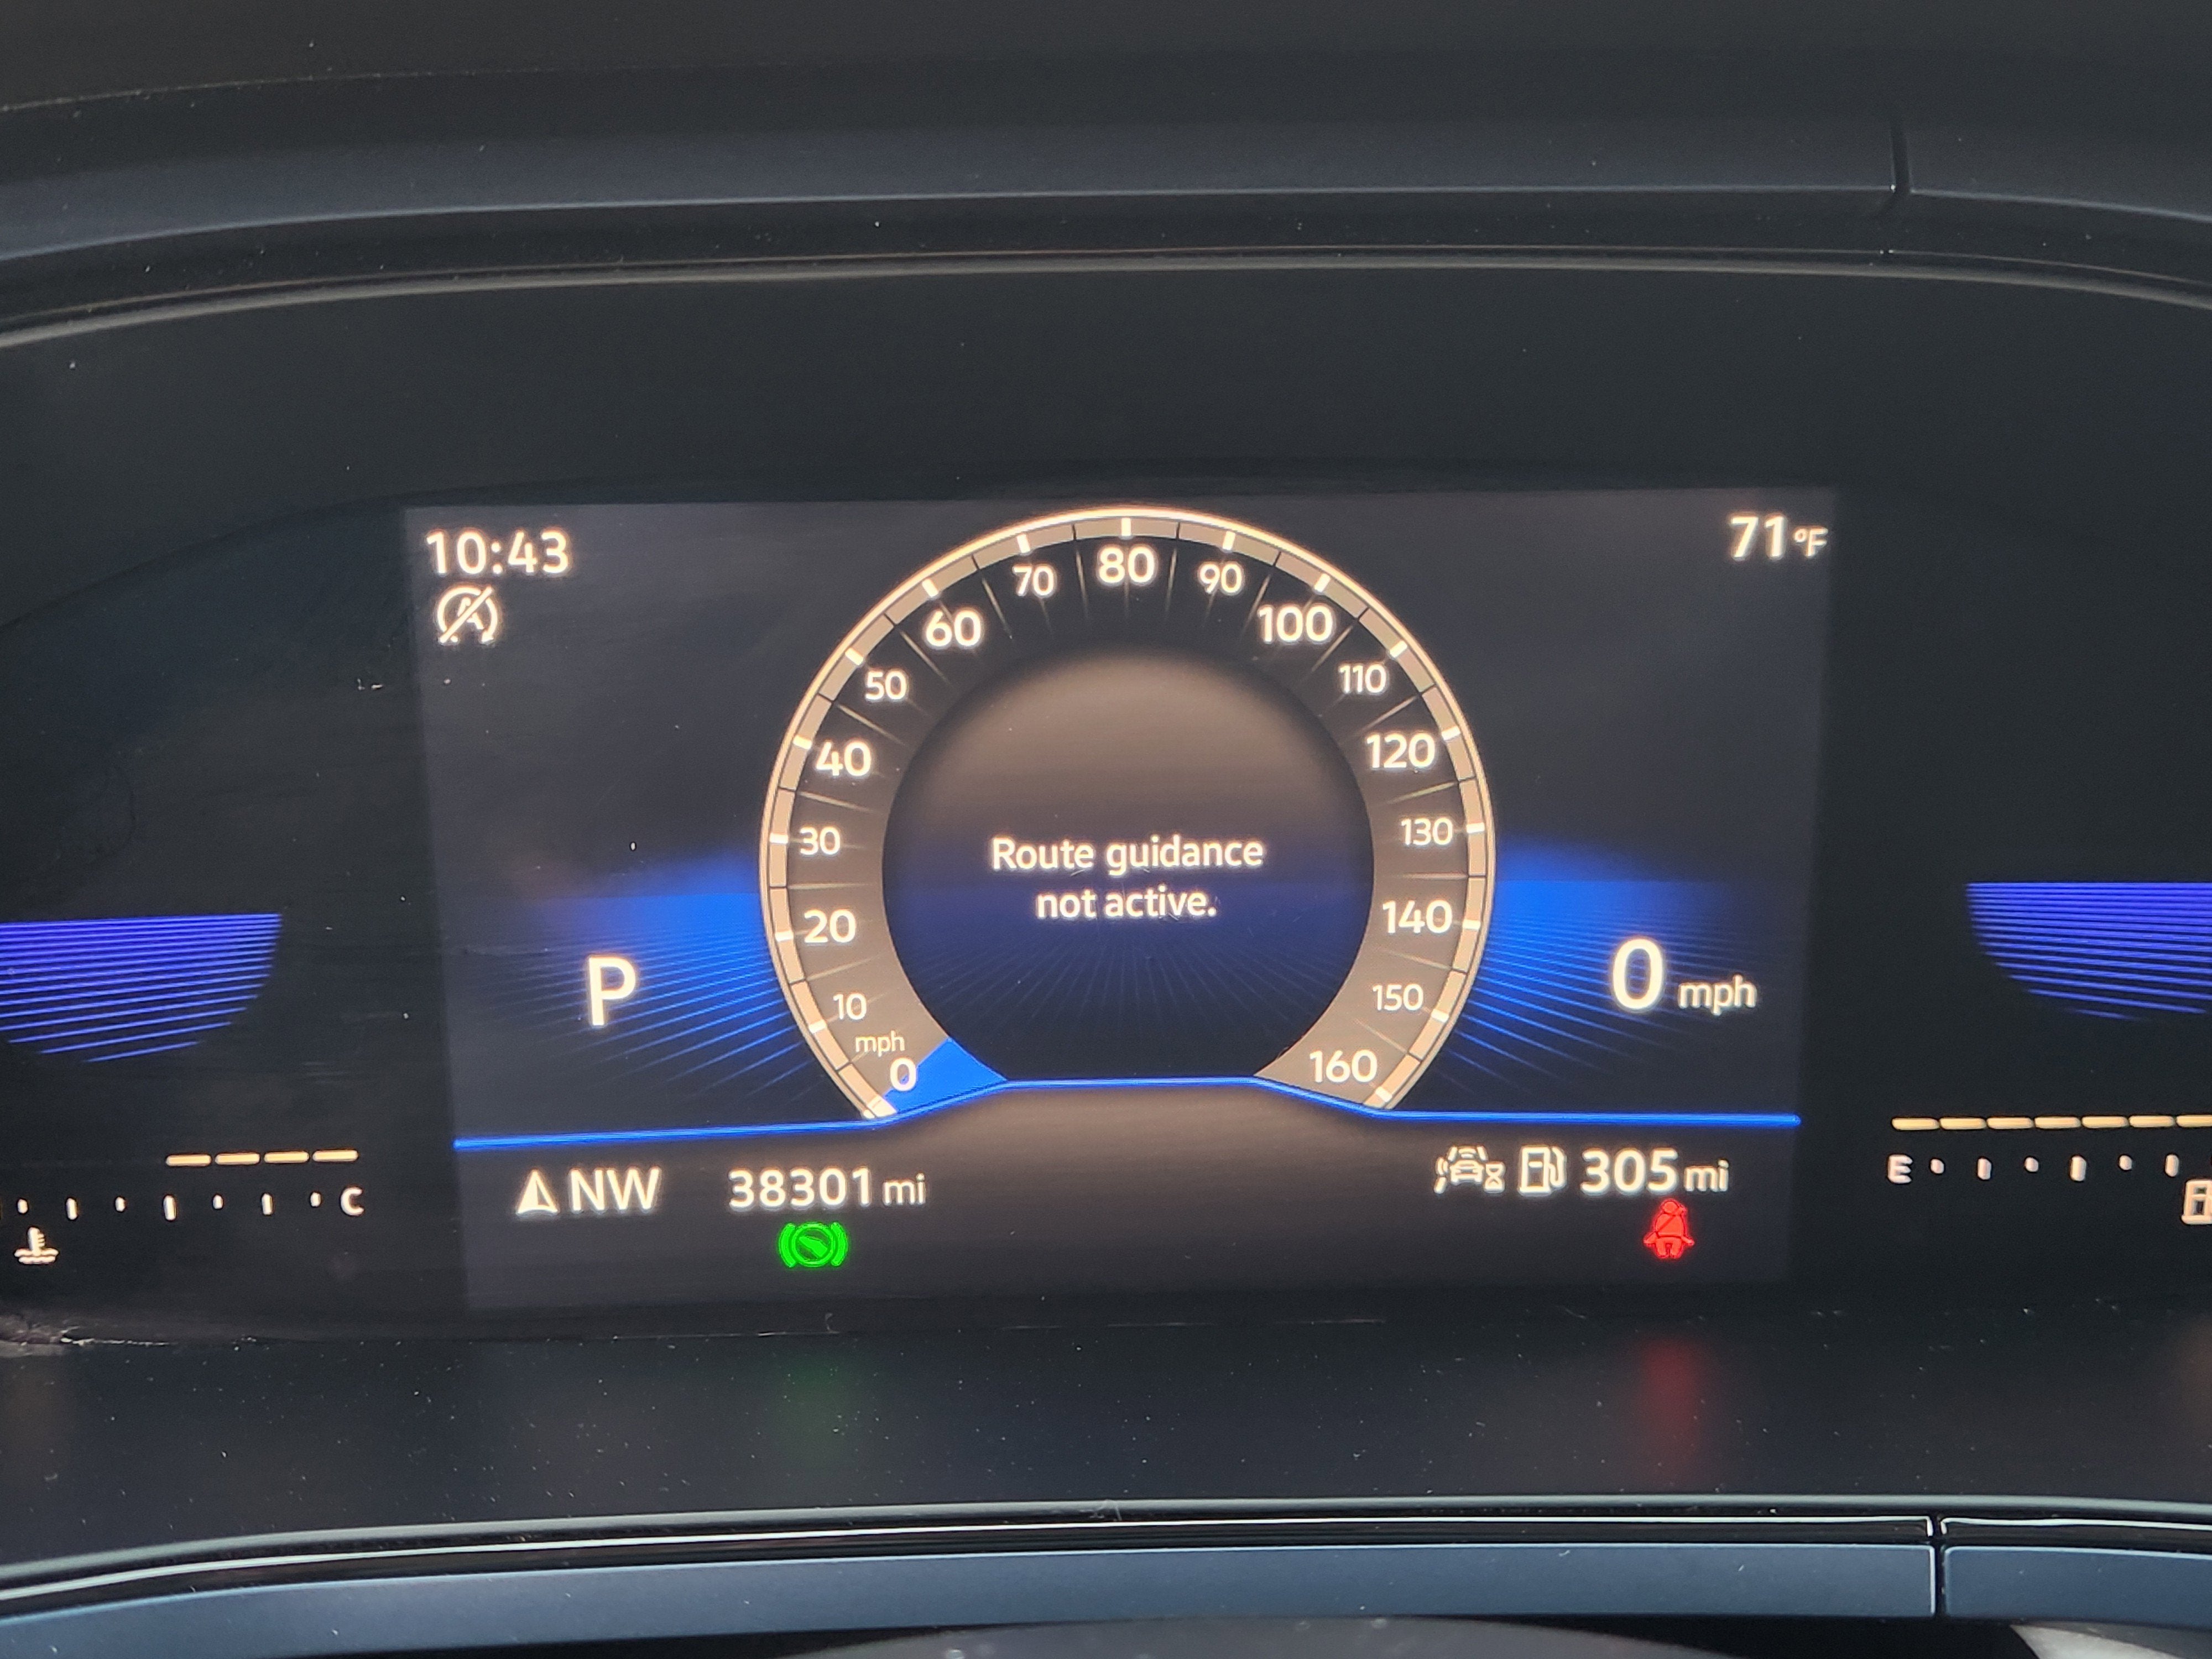 10:43
71 °F
A
80
70
90
60
100
50
110
40
120
30
130
Route guidance
not active.
20
140
P
0 mph
10
150
mph
0
160
NW 38301 mi
305 mi
C
E